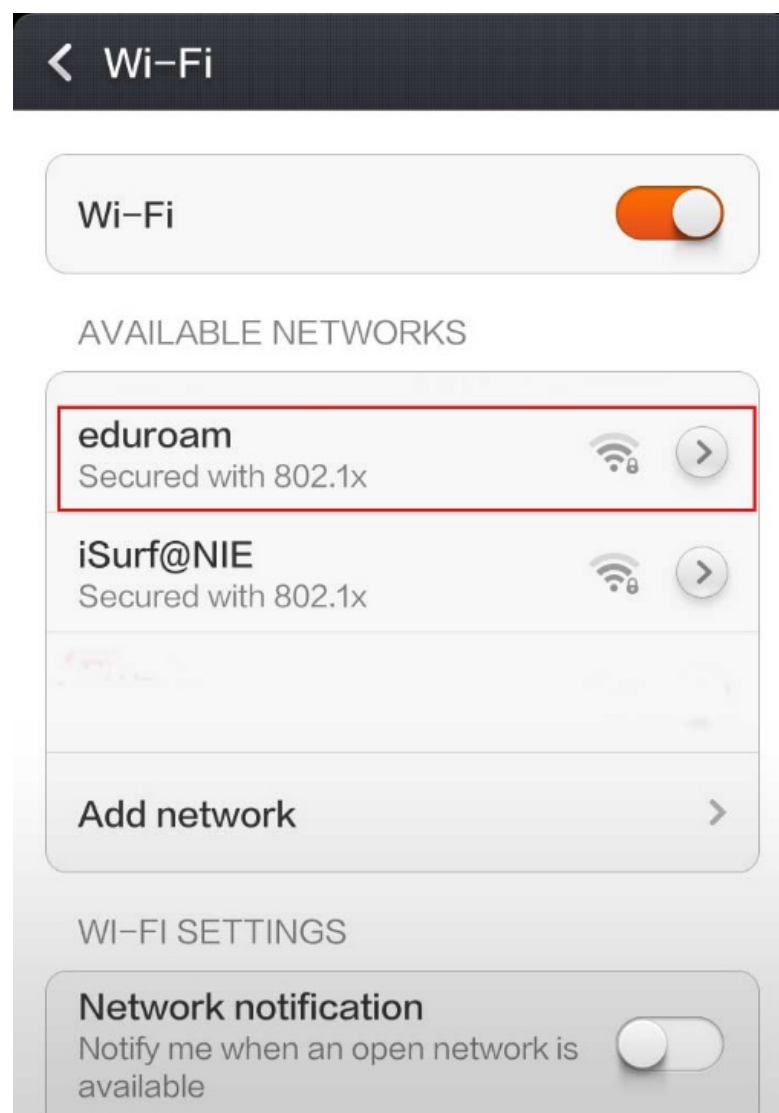 Wi-Fi
Wi-Fi
AVAILABLE NETWORKS
eduroam
Secured with 802.1x
iSurf@NIE
Secured with 802.1x
Add network
WI-FI SETTINGS
Network notification
Notify me when an open network is
available